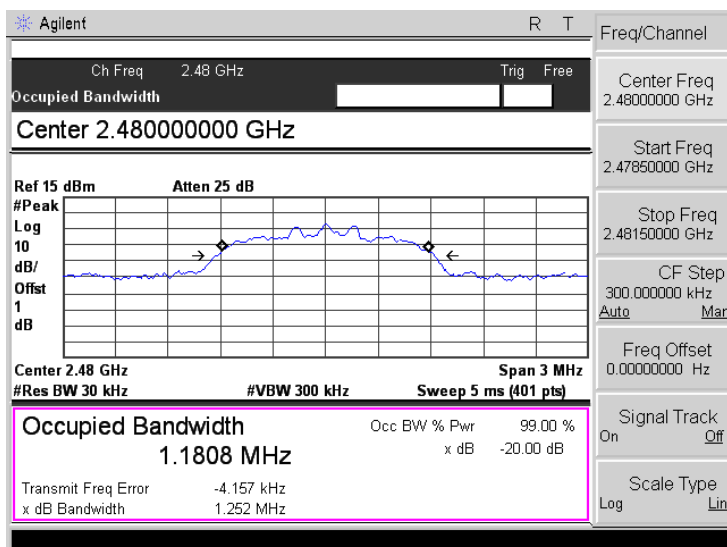 Agilent R T
Freq/Channel
Ch Freq 2.48 GHz Trig Free
Occupied Bandwidth
Center 2.480000000 GHz
Ref 15 dBm Atten 25 dB
#Peak
Log
10
dB/
Offst
1
dB
Center 2.48 GHz Span 3 MHz
#Res BW 30 kHz #VBW 300 kHz Sweep 5 ms (401 pts)
Occupied Bandwidth
1.1808 MHz
Occ BW % Pwr 99.00 %
x dB -20.00 dB
Transmit Freq Error -4.157 kHz
x dB Bandwidth 1.252 MHz
Center Freq
2.48000000 GHz
Start Freq
2.47850000 GHz
Stop Freq
2.48150000 GHz
CF Step
300.000000 kHz
Auto Man
Freq Offset
0.00000000 Hz
Signal Track
On Off
Scale Type
Log Lin